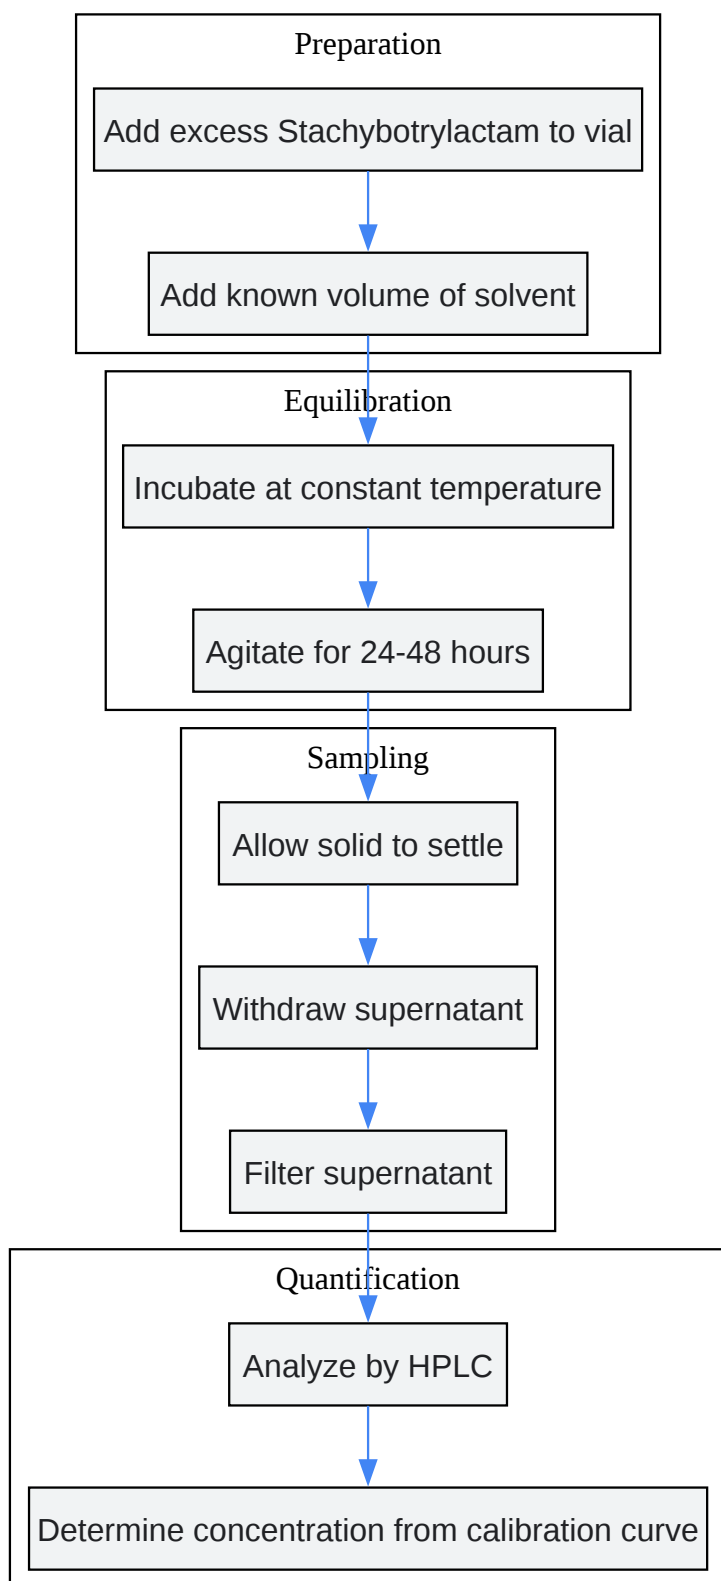 Preparation
Add excess Stachybotrylactam to vial
Add known volume of solvent
Equilibration
Incubate at constant temperature
Agitate for 24-48 hours
Sampling
Allow solid to settle
Withdraw supernatant
Filter supernatant
Quantification
Analyze by HPLC
Determine concentration from calibration curve